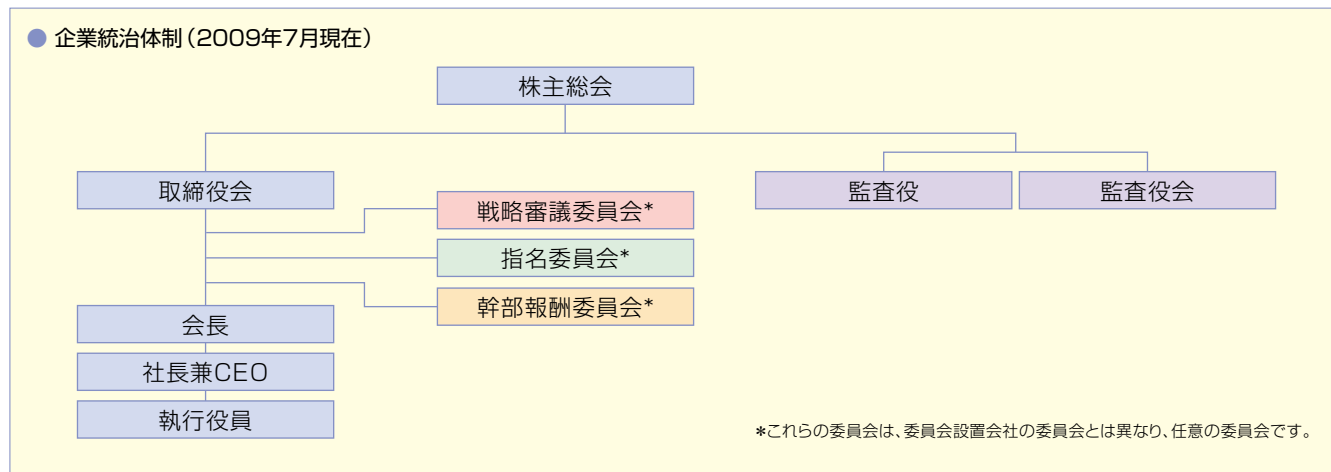 ● 企業統治体制（2009年7月現在）
株主総会
取締役会
監査役
監査役会
戦略審議委員会*
指名委員会*
幹部報酬委員会*
会長
社長兼CEO
執行役員
*これらの委員会は、委員会設置会社の委員会とは異なり、任意の委員会です。